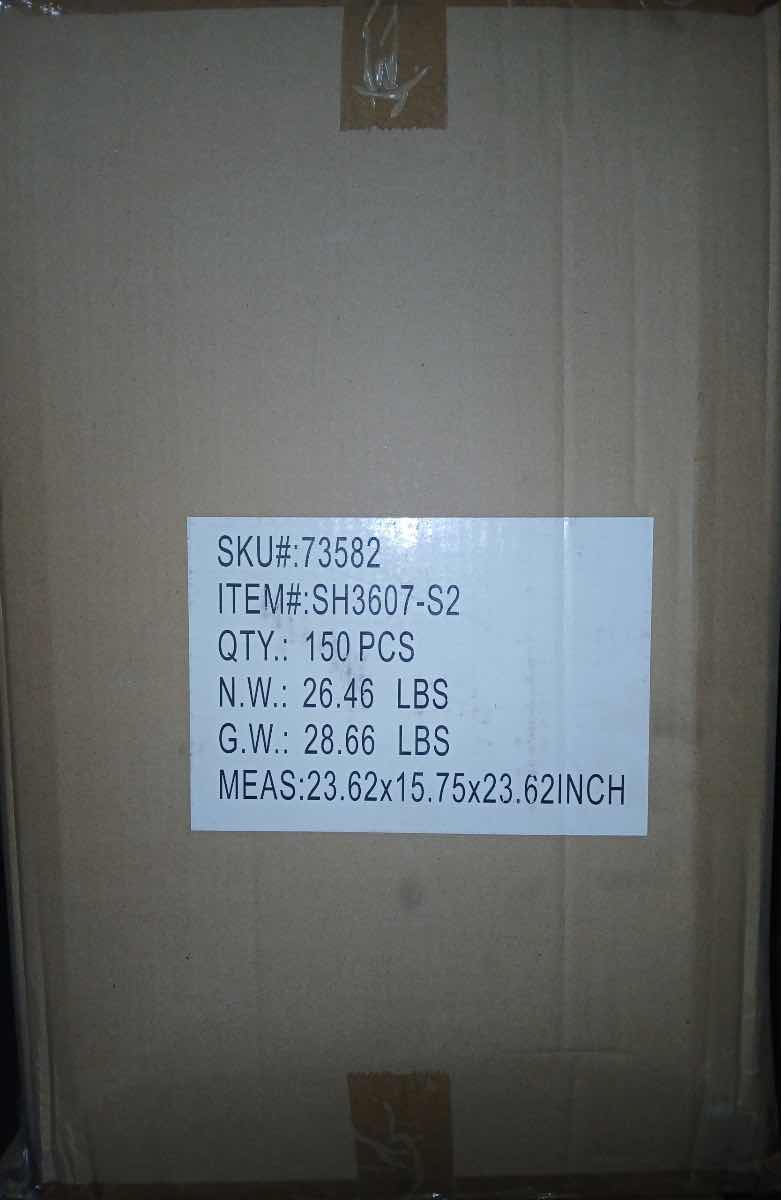 SKU#:73582
ITEM#:SH3607-S2
QTY.: 150 PCS
N.W.: 26.46 LBS
G.W.: 28.66 LBS
MEAS:23.62x15.75x23.62INCH